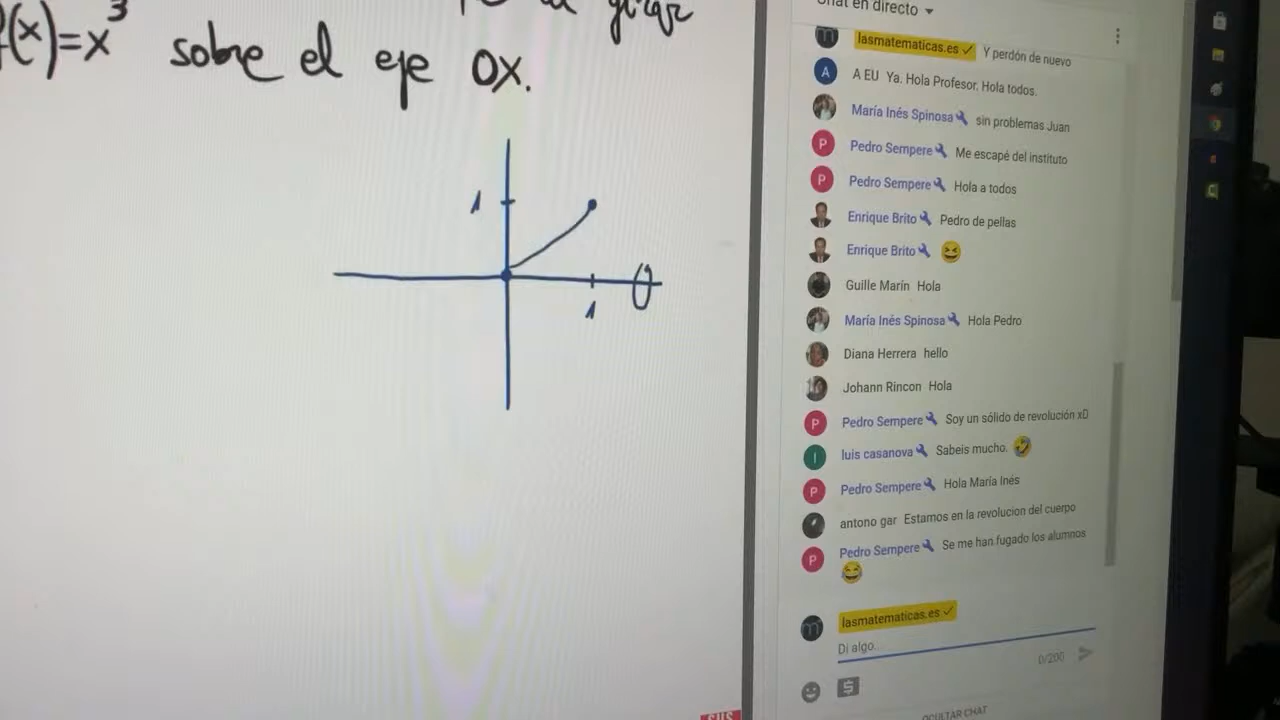 girar
f(x)=x³ sobre el eje OX.
1
1
Chat en directo
lasmatematicas.es ✓ Y perdón de nuevo
A A EU Ya. Hola Profesor. Hola todos.
María Inés Spinosa sin problemas Juan
P Pedro Sempere Me escapé del instituto
P Pedro Sempere Hola a todos
Enrique Brito Pedro de pellas
Enrique Brito 😆
Guille Marín Hola
María Inés Spinosa Hola Pedro
Diana Herrera hello
Johann Rincon Hola
P Pedro Sempere Soy un sólido de revolución xD
I luis casanova Sabeis mucho. 🤣
P Pedro Sempere Hola María Inés
antono gar Estamos en la revolucion del cuerpo
P Pedro Sempere Se me han fugado los alumnos
😂
m lasmatematicas.es ✓
Di algo...
0/200
OCULTAR CHAT